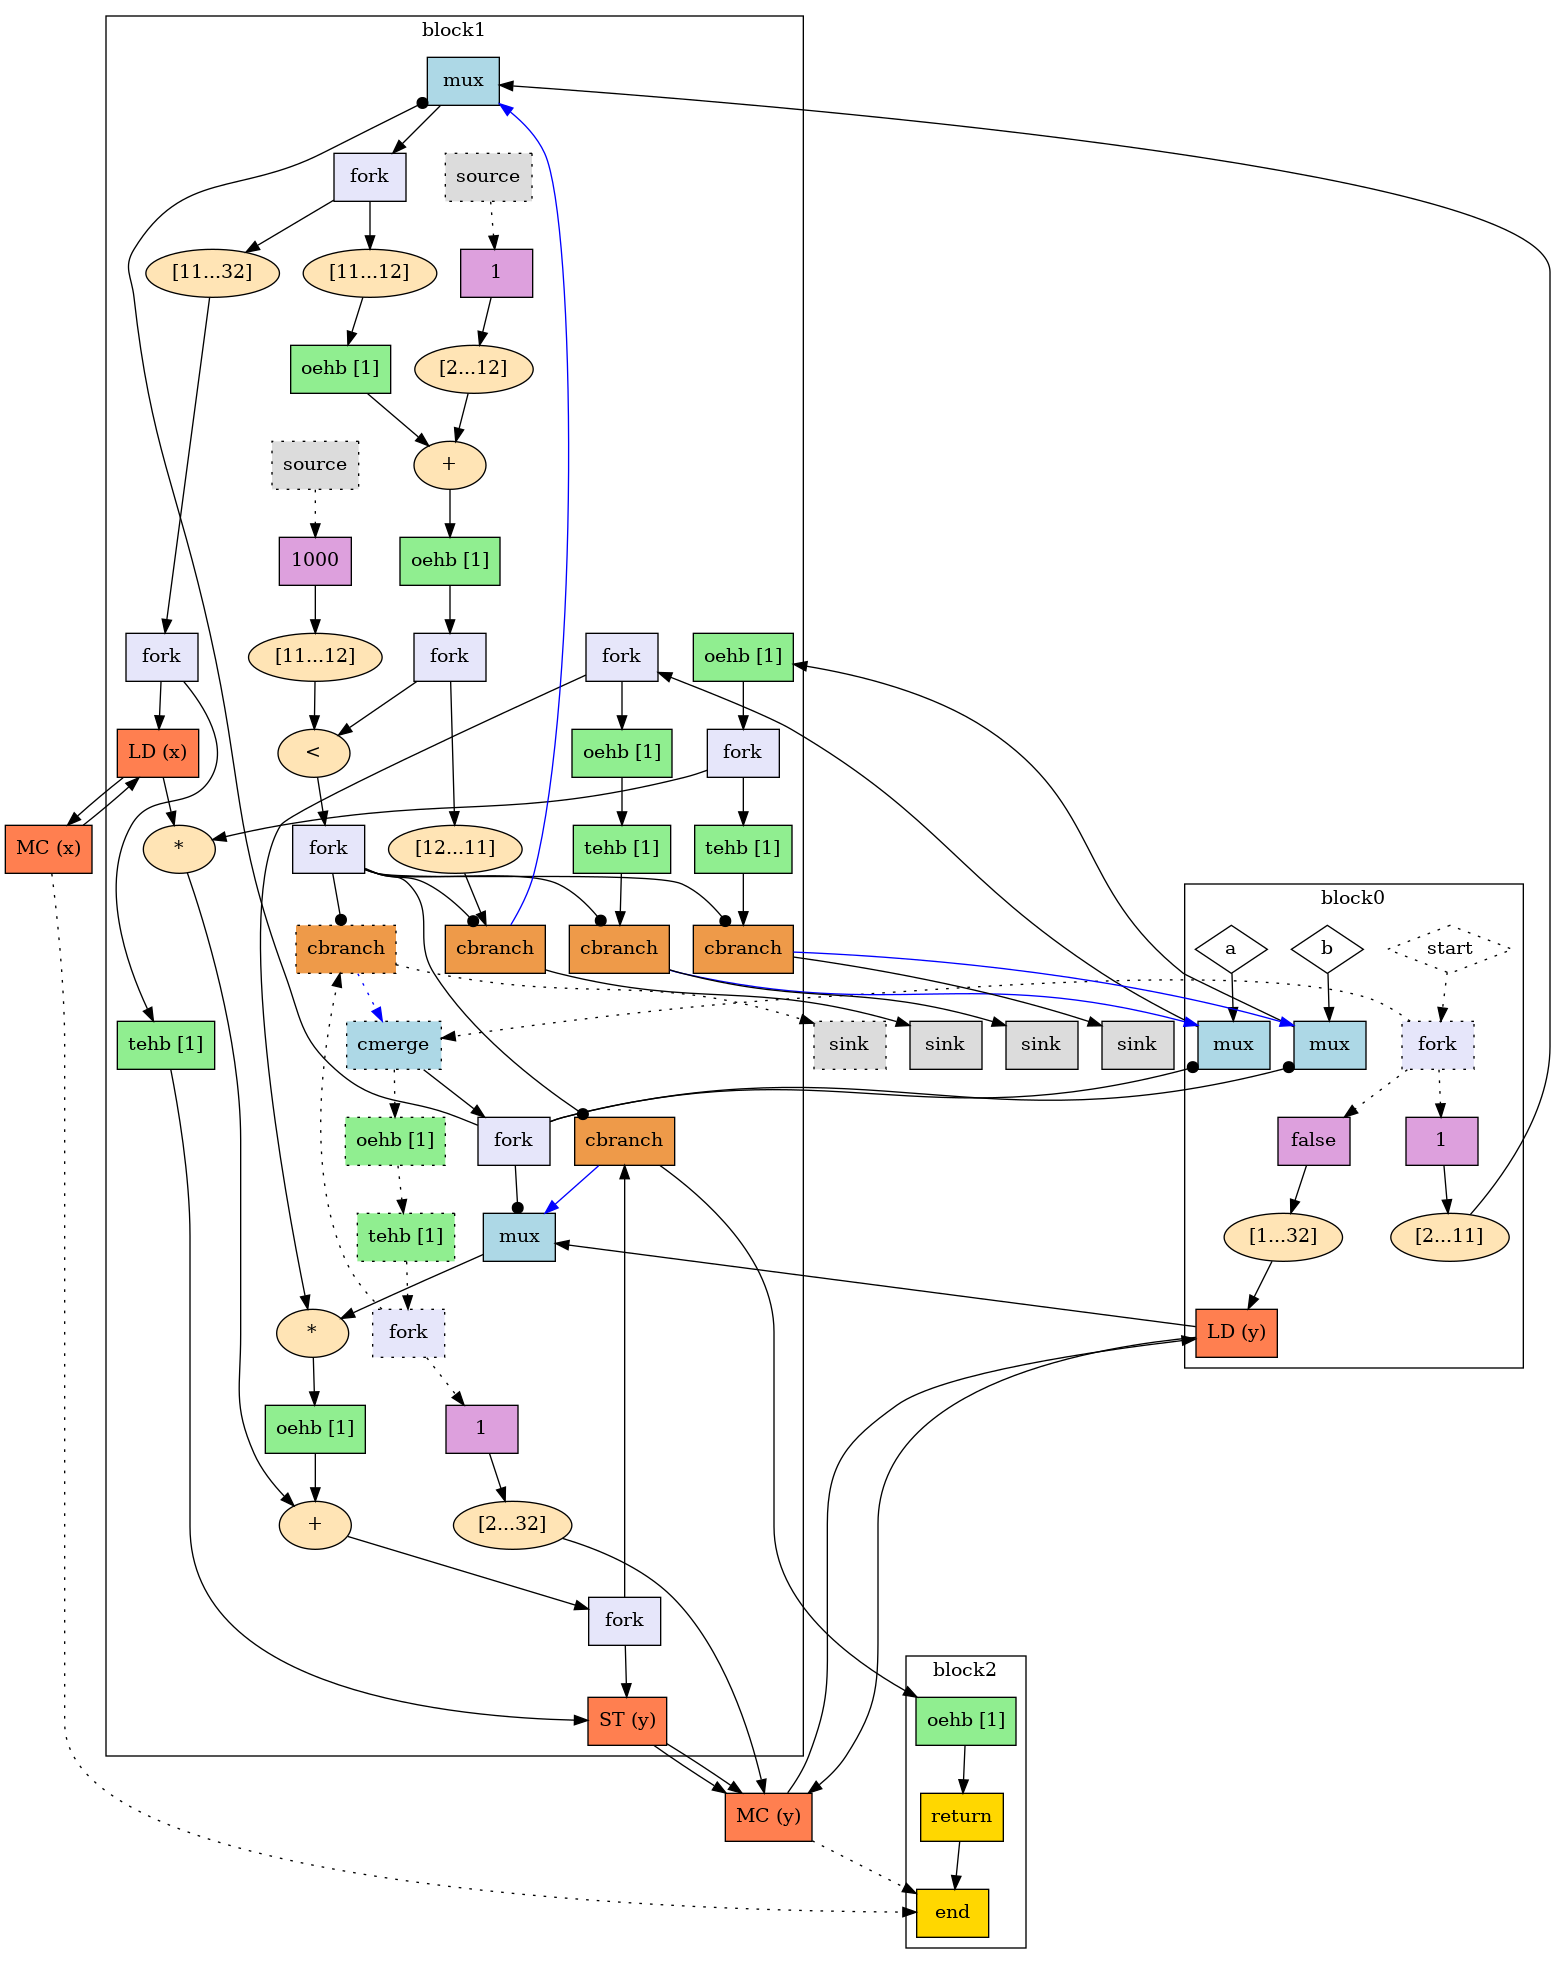 block1
mux
fork
source
[11...32]
[11...12]
1
oehb [1]
[2...12]
source
+
1000
oehb [1]
fork
[11...12]
fork
fork
oehb [1]
LD (x)
<
oehb [1]
fork
MC (x)
*
fork
[12...11]
tehb [1]
tehb [1]
block0
cbranch
cbranch
cbranch
cbranch
a
b
start
tehb [1]
cmerge
sink
sink
sink
sink
mux
mux
fork
oehb [1]
fork
cbranch
false
1
tehb [1]
mux
[1...32]
[2...11]
*
fork
LD (y)
oehb [1]
1
+
[2...32]
fork
block2
ST (y)
oehb [1]
MC (y)
return
end